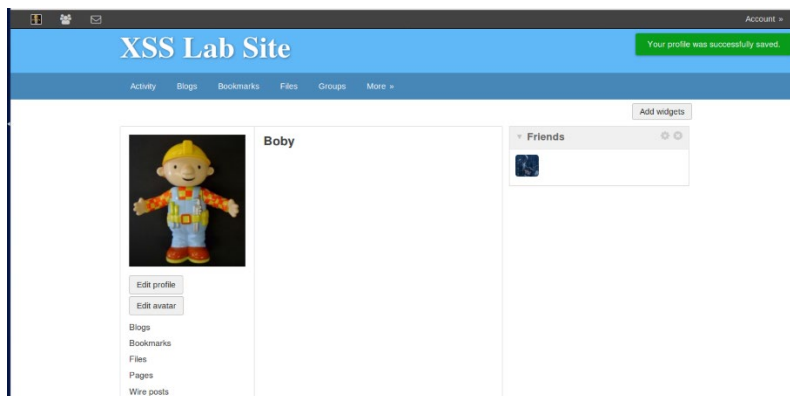 Account »
XSS Lab Site
Your profile was successfully saved.
Activity Blogs Bookmarks Files Groups More »
Add widgets
Boby
Friends
Edit profile
Edit avatar
Blogs
Bookmarks
Files
Pages
Wire posts